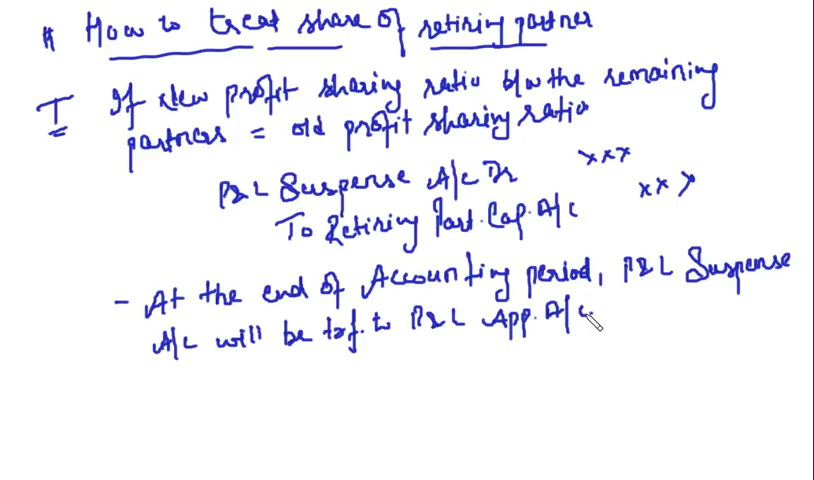 # How to treat share of retiring partner
I If New profit sharing ratio b/w the remaining
partners = old profit sharing ratio
P&L Suspense A/c Dr xxx
To Retiring Part. Cap. A/c xxx
- At the end of Accounting period, P&L Suspense
A/c will be trf. to P&L App. A/c.